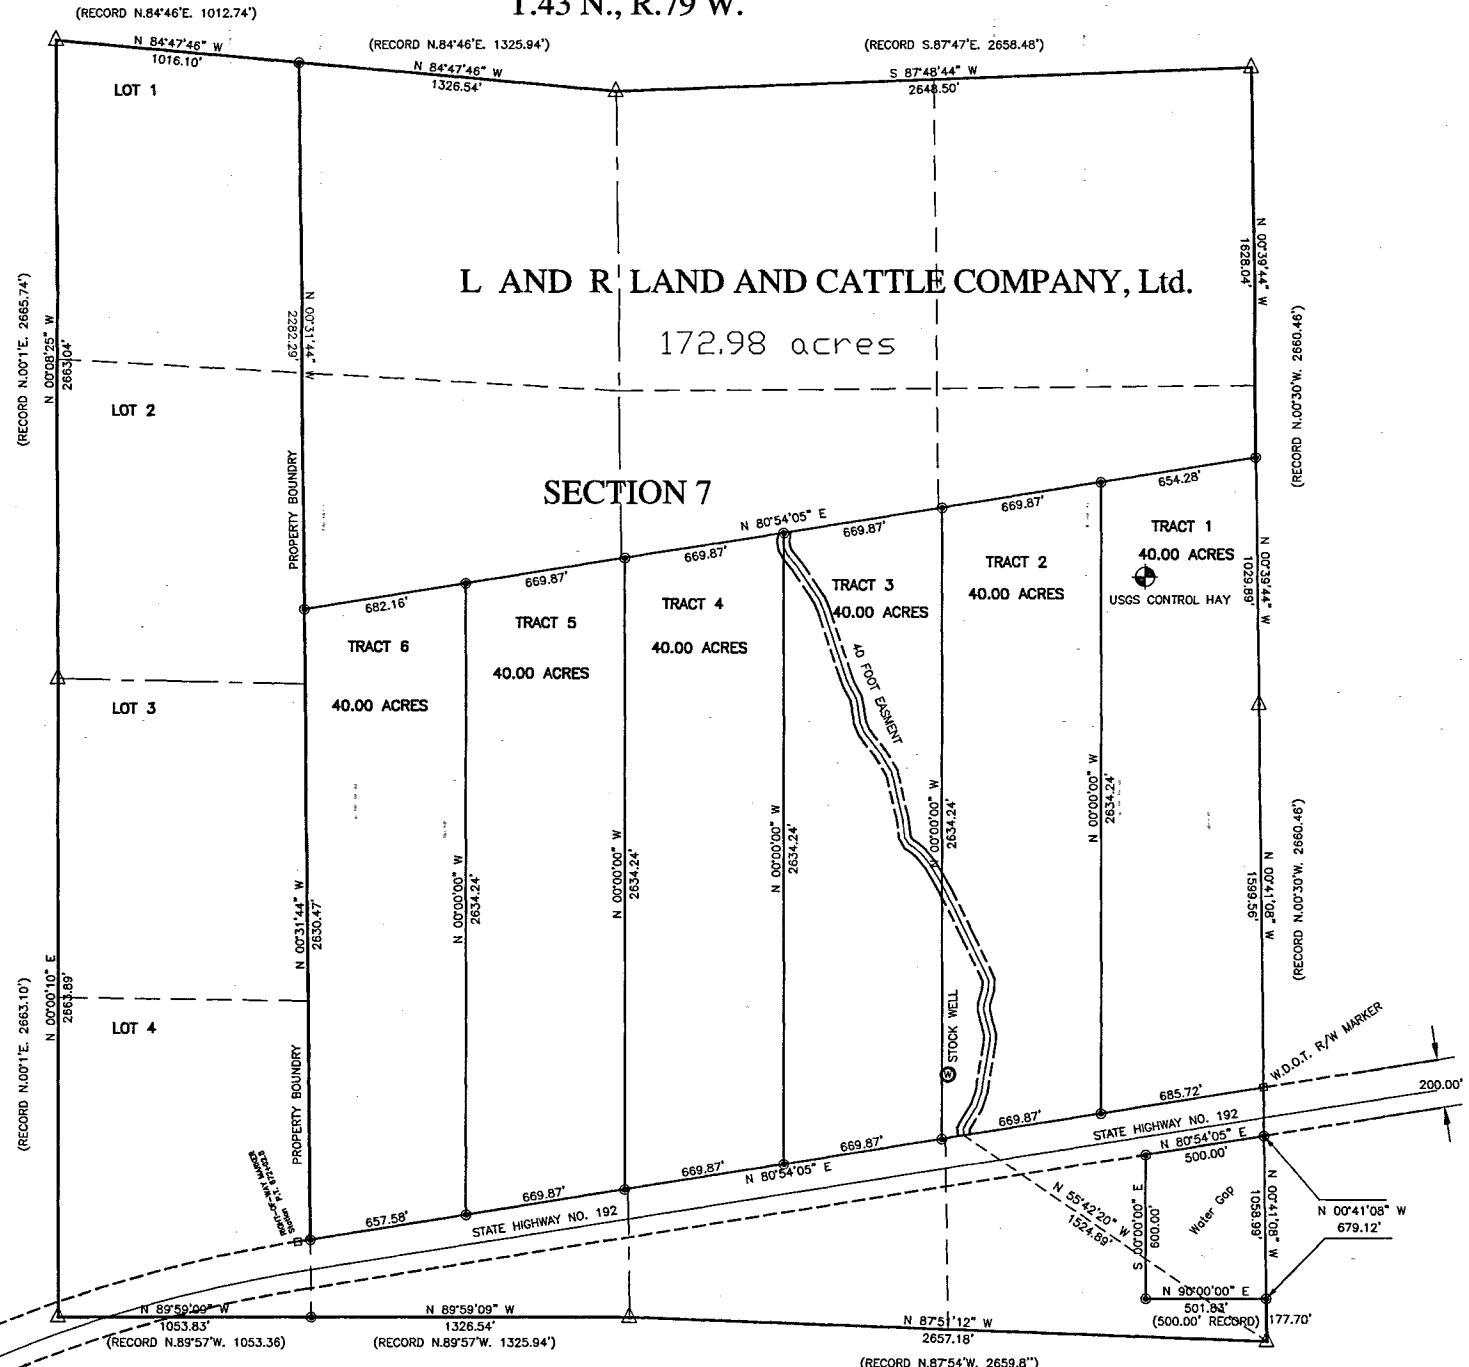 T.43 N., R.79 W.
(RECORD N.84°46'E. 1012.74')
N 84°47'46" W
1016.10'
(RECORD N.84°46'E. 1325.94')
N 84°47'46" W
1326.54'
(RECORD S.87°47'E. 2658.48')
S 87°48'44" W
2648.50'
LOT 1
L AND R LAND AND CATTLE COMPANY, Ltd.
172.98 acres
N 00°39'44" W
1628.04'
(RECORD N.00°30'W. 2660.46')
(RECORD N.00°1'E. 2665.74')
N 00°08'25" W
2663.04'
N 00°31'44" W
2282.29'
LOT 2
PROPERTY BOUNDRY
SECTION 7
N 80°54'05" E
682.16'
669.87'
669.87'
669.87'
669.87'
654.28'
TRACT 1
40.00 ACRES
USGS CONTROL HAY
TRACT 2
40.00 ACRES
TRACT 3
40.00 ACRES
TRACT 4
40.00 ACRES
TRACT 5
40.00 ACRES
TRACT 6
40.00 ACRES
N 00°39'44" W
1029.89'
40 FOOT EASMENT
LOT 3
N 00°31'44" W
2630.47'
N 00°00'00" W
2634.24'
N 00°00'00" W
2634.24'
N 00°00'00" W
2634.24'
N 00°00'00" W
2634.24'
N 00°00'00" W
2634.24'
N 00°41'08" W
1599.56'
(RECORD N.00°30'W. 2660.46')
(RECORD N.00°1'E. 2663.10')
N 00°00'10" E
2663.89'
LOT 4
PROPERTY BOUNDRY
STOCK WELL
W
W.D.O.T. R/W MARKER
200.00'
RIGHT-OF-WAY MARKER
Station P.T. 672+02.8
657.58'
669.87'
669.87'
N 80°54'05" E
669.87'
669.87'
685.72'
STATE HIGHWAY NO. 192
STATE HIGHWAY NO. 192
N 80°54'05" E
500.00'
N 55°42'20" W
1524.89'
S 00°00'00" E
600.00'
Water Gap
N 00°41'08" W
1058.99'
N 00°41'08" W
679.12'
N 90°00'00" E
501.83'
(500.00' RECORD)
177.70'
N 89°59'09" W
1053.83'
(RECORD N.89°57'W. 1053.36)
N 89°59'09" W
1326.54'
(RECORD N.89°57'W. 1325.94')
N 87°51'12" W
2657.18'
(RECORD N.87°54'W. 2659.8")